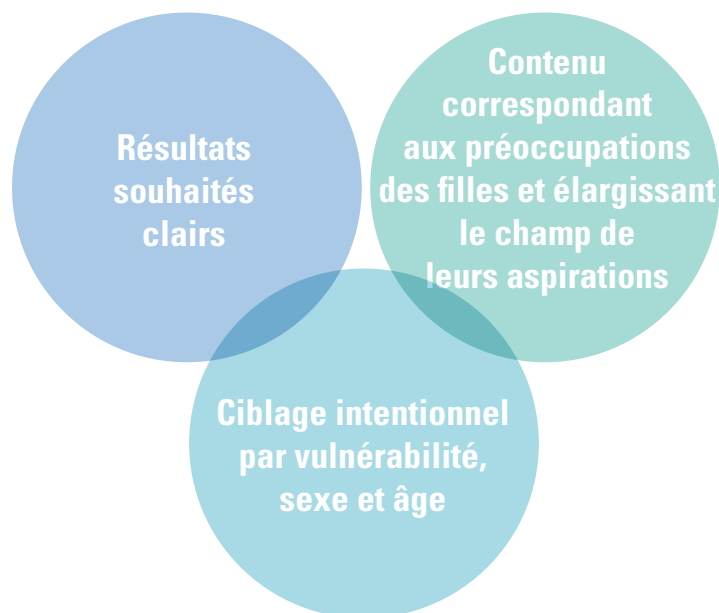 Résultats
souhaités
clairs
Contenu
correspondant
aux préoccupations
des filles et élargissant
le champ de
leurs aspirations
Ciblage intentionnel
par vulnérabilité,
sexe et âge